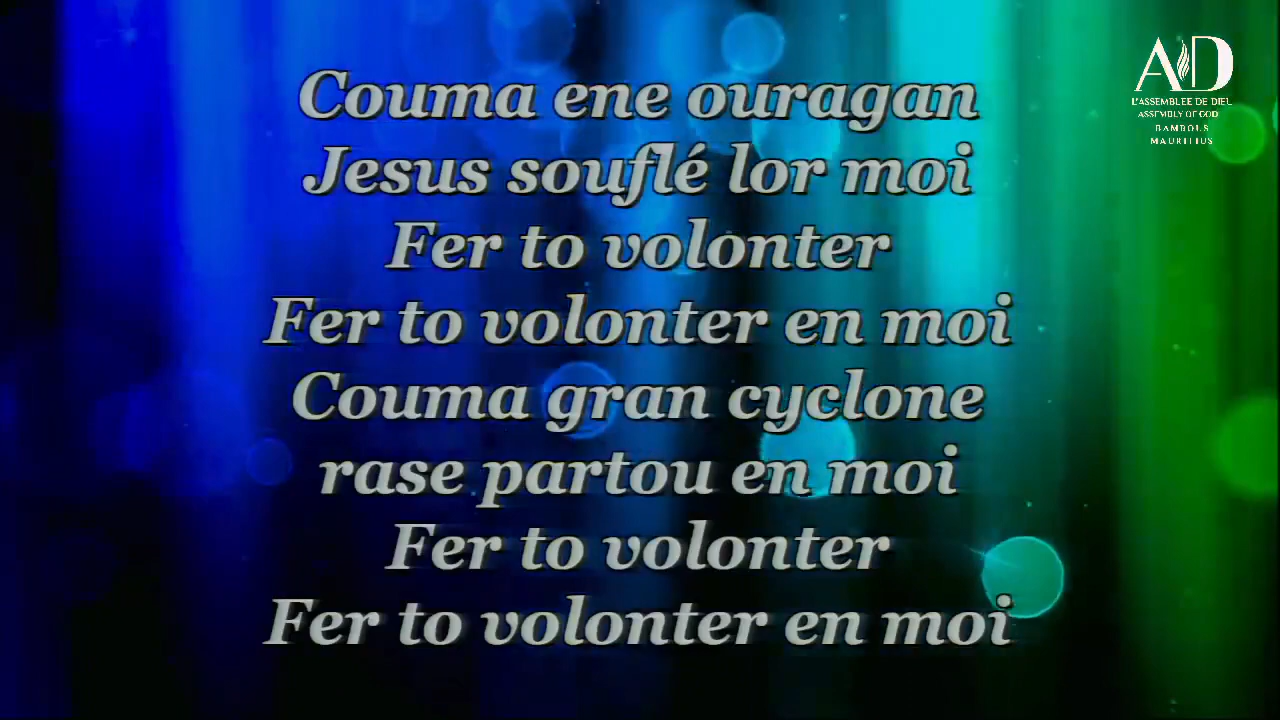 Couma ene ouragan
Jesus souflé lor moi
Fer to volonter
Fer to volonter en moi
Couma gran cyclone
rase partou en moi
Fer to volonter
Fer to volonter en moi
AD
L'ASSEMBLEE DE DIEU
ASSEMBLY OF GOD
BAMBOUS
MAURITIUS